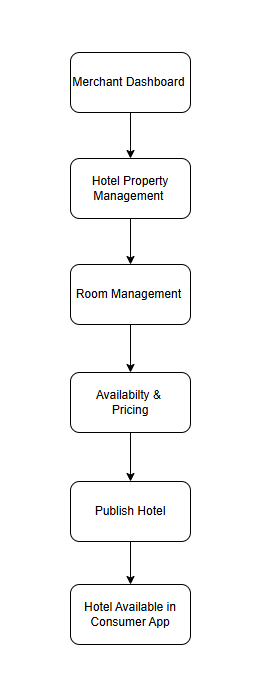 Merchant Dashboard
Hotel Property
Management
Room Management
Availabilty &
Pricing
Publish Hotel
Hotel Available in
Consumer App